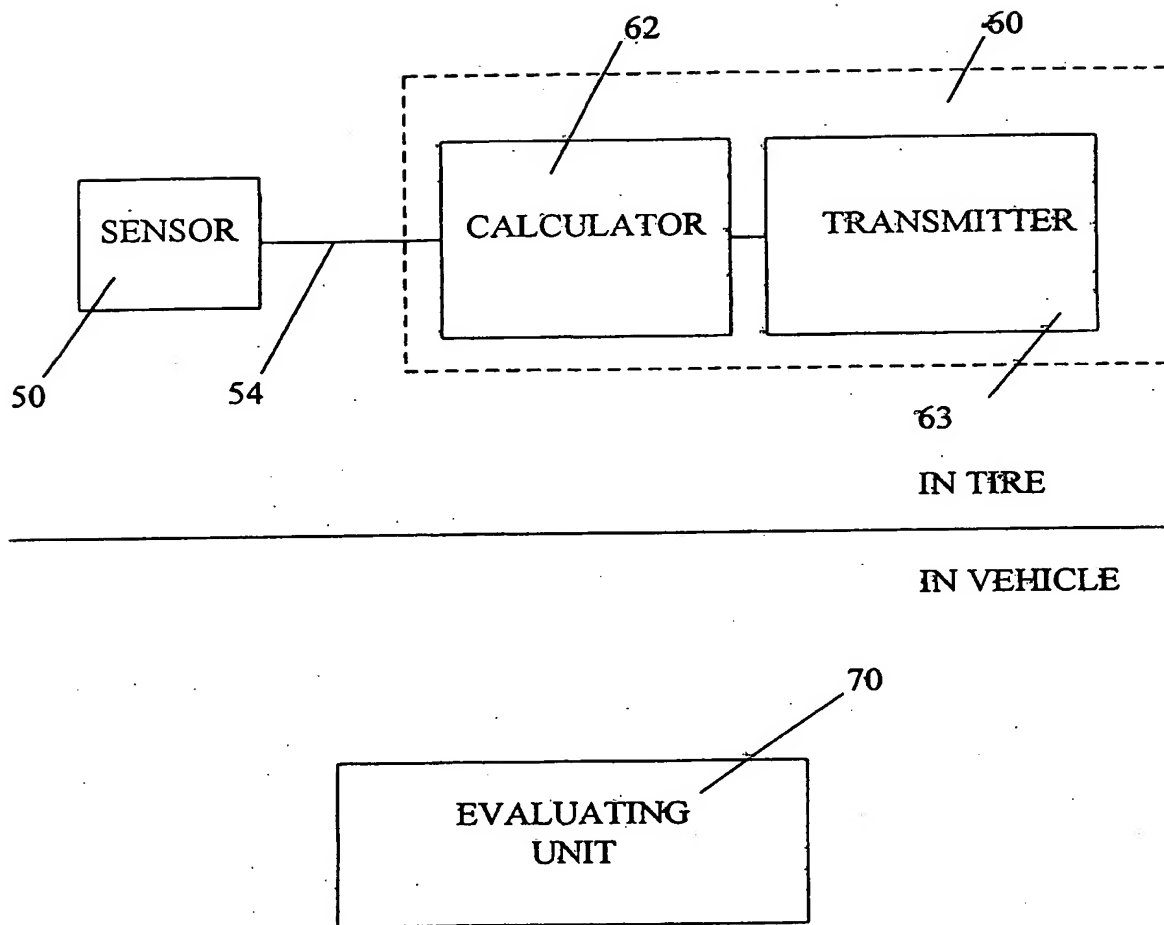 62
60
SENSOR
CALCULATOR
TRANSMITTER
50
54
63
IN TIRE
IN VEHICLE
70
EVALUATING
UNIT